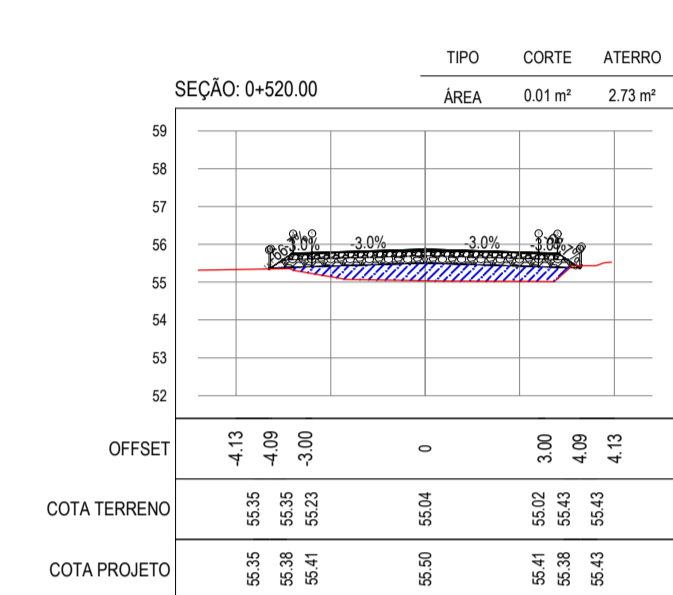 TIPO CORTE ATERRO
SEÇÃO: 0+520.00
ÁREA 0.01 m² 2.73 m²
59
58
57
56
-3.0% -3.0% -3.0%
55
54
53
52
OFFSET -4.13 -4.09 -3.00 0 3.00 4.09 4.13
COTA TERRENO 55.35 55.35 55.23 55.04 55.02 55.43 55.43
COTA PROJETO 55.35 55.38 55.41 55.50 55.41 55.38 55.43